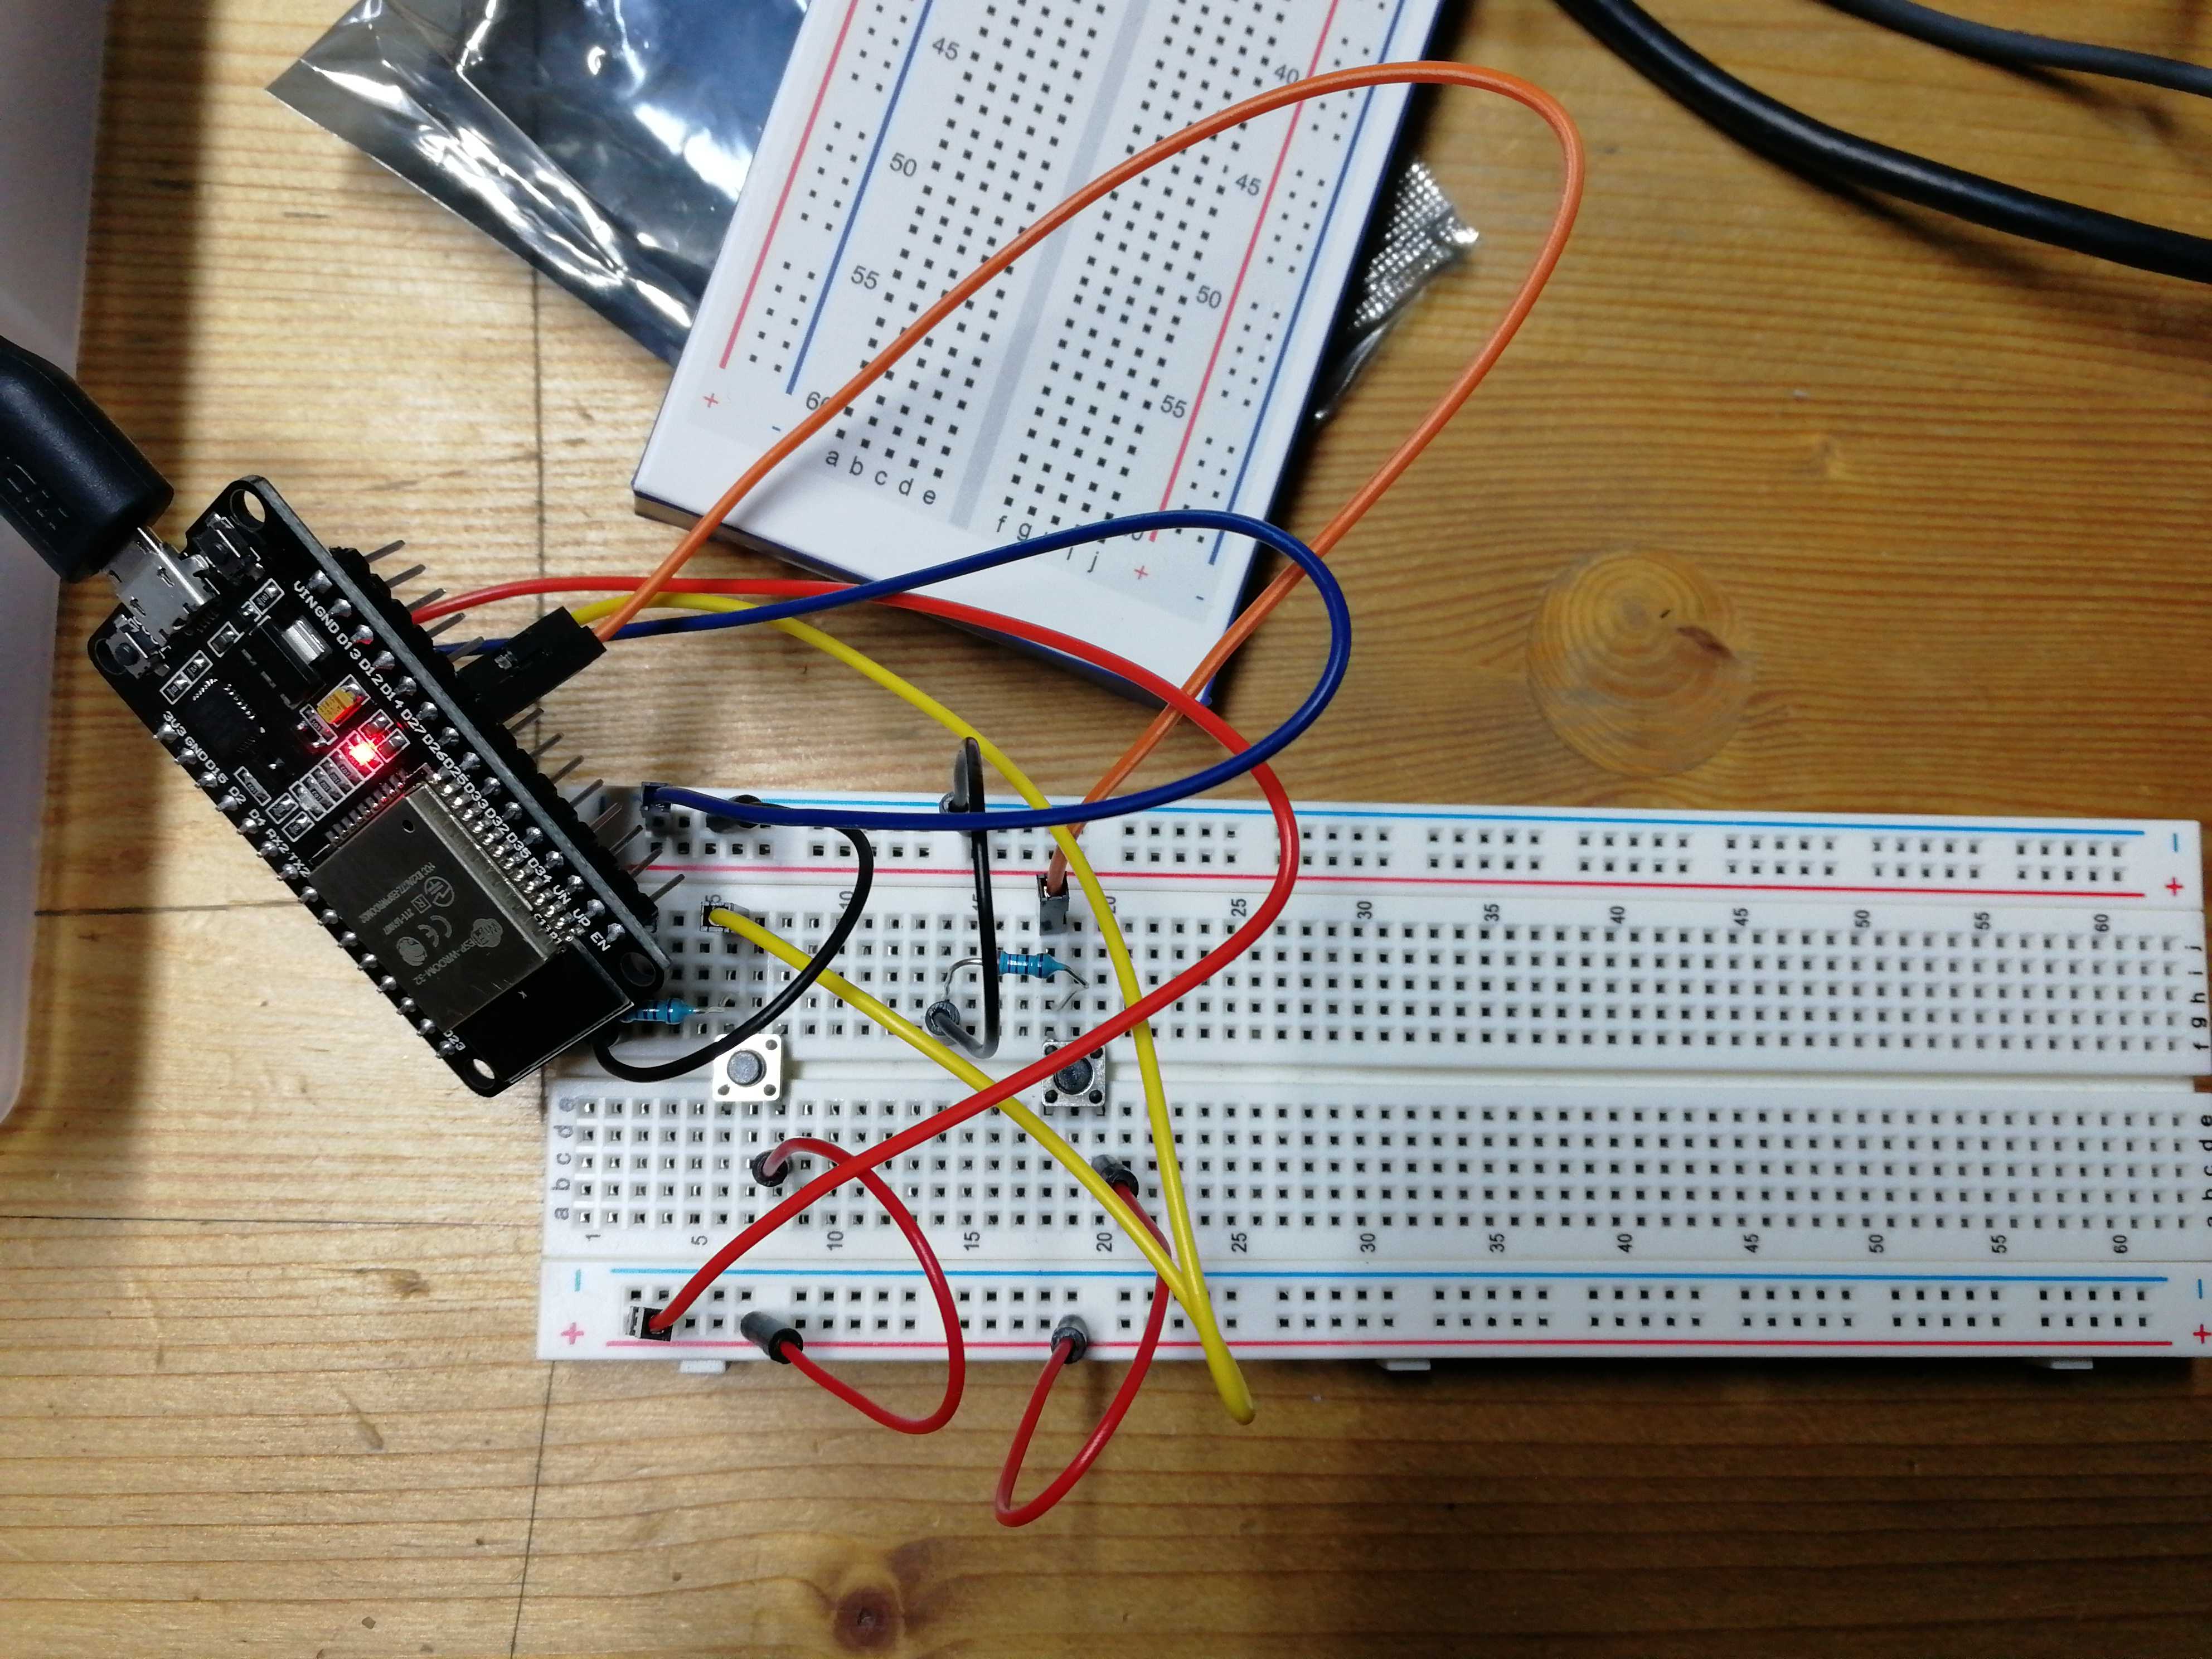 45
50
55
60
+
-
a b c d e
40
45
50
55
f g i j
+
-
VIN GND D13 D12 D14 D27 D26 D25 D33 D32 D35 D34 VN VP EN
3V3 GND D15 D2 D4 RX2 TX2
D23
ESP-WROOM-32
CE
-
+
5 10 15 20 25 30 35 40 45 50 55 60
j
i
h
g
f
e
d
c
b
a
e
d
c
b
a
1 5 10 15 20 25 30 35 40 45 50 55 60
-
+
-
+